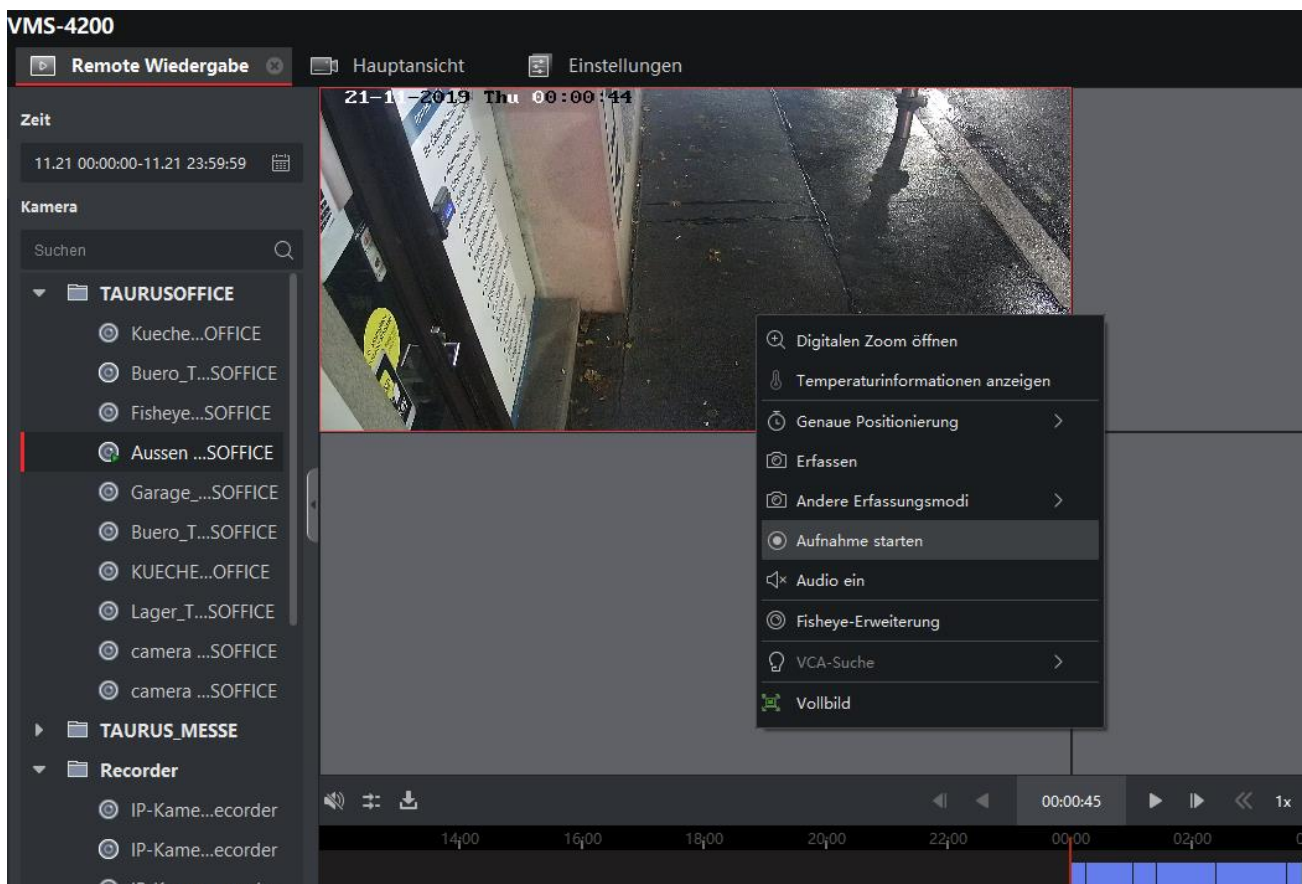 VMS-4200
Remote Wiedergabe
Hauptansicht
Einstellungen
Zeit
11.21 00:00:00-11.21 23:59:59
Kamera
Suchen
TAURUSOFFICE
Kueche...OFFICE
Buero_T...SOFFICE
Fisheye...SOFFICE
Aussen ...SOFFICE
Garage_...SOFFICE
Buero_T...SOFFICE
KUECHE...OFFICE
Lager_T...SOFFICE
camera ...SOFFICE
camera ...SOFFICE
TAURUS_MESSE
Recorder
IP-Kame...ecorder
IP-Kame...ecorder
21-11-2019 Thu 00:00:44
Digitalen Zoom öffnen
Temperaturinformationen anzeigen
Genaue Positionierung
Erfassen
Andere Erfassungsmodi
Aufnahme starten
Audio ein
Fisheye-Erweiterung
VCA-Suche
Vollbild
00:00:45
1x
14:00 16:00 18:00 20:00 22:00 00:00 02:00